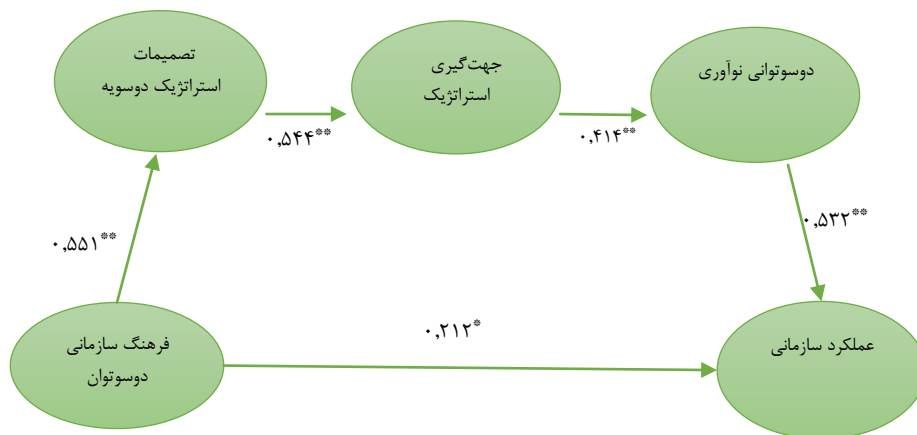 تصمیمات
استراتژیک دوسویه
جهت‌گیری
استراتژیک
دوسوتوانی نوآوری
۰,۵۴۴**
۰,۴۱۴**
۰,۵۵۱**
۰,۵۳۲**
فرهنگ سازمانی
دوسوتوان
۰,۲۱۲*
عملکرد سازمانی